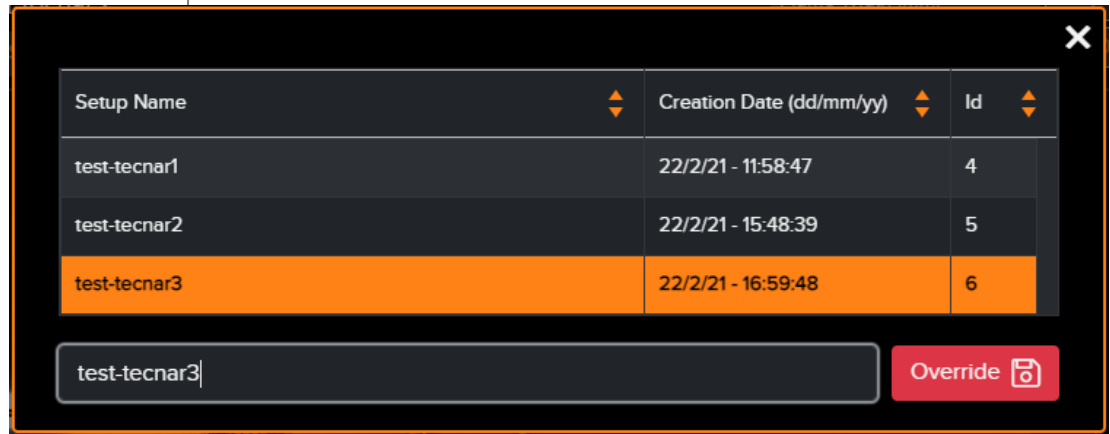 Setup Name Creation Date (dd/mm/yy) Id
test-tecnar1 22/2/21 - 11:58:47 4
test-tecnar2 22/2/21 - 15:48:39 5
test-tecnar3 22/2/21 - 16:59:48 6
test-tecnar3 Override